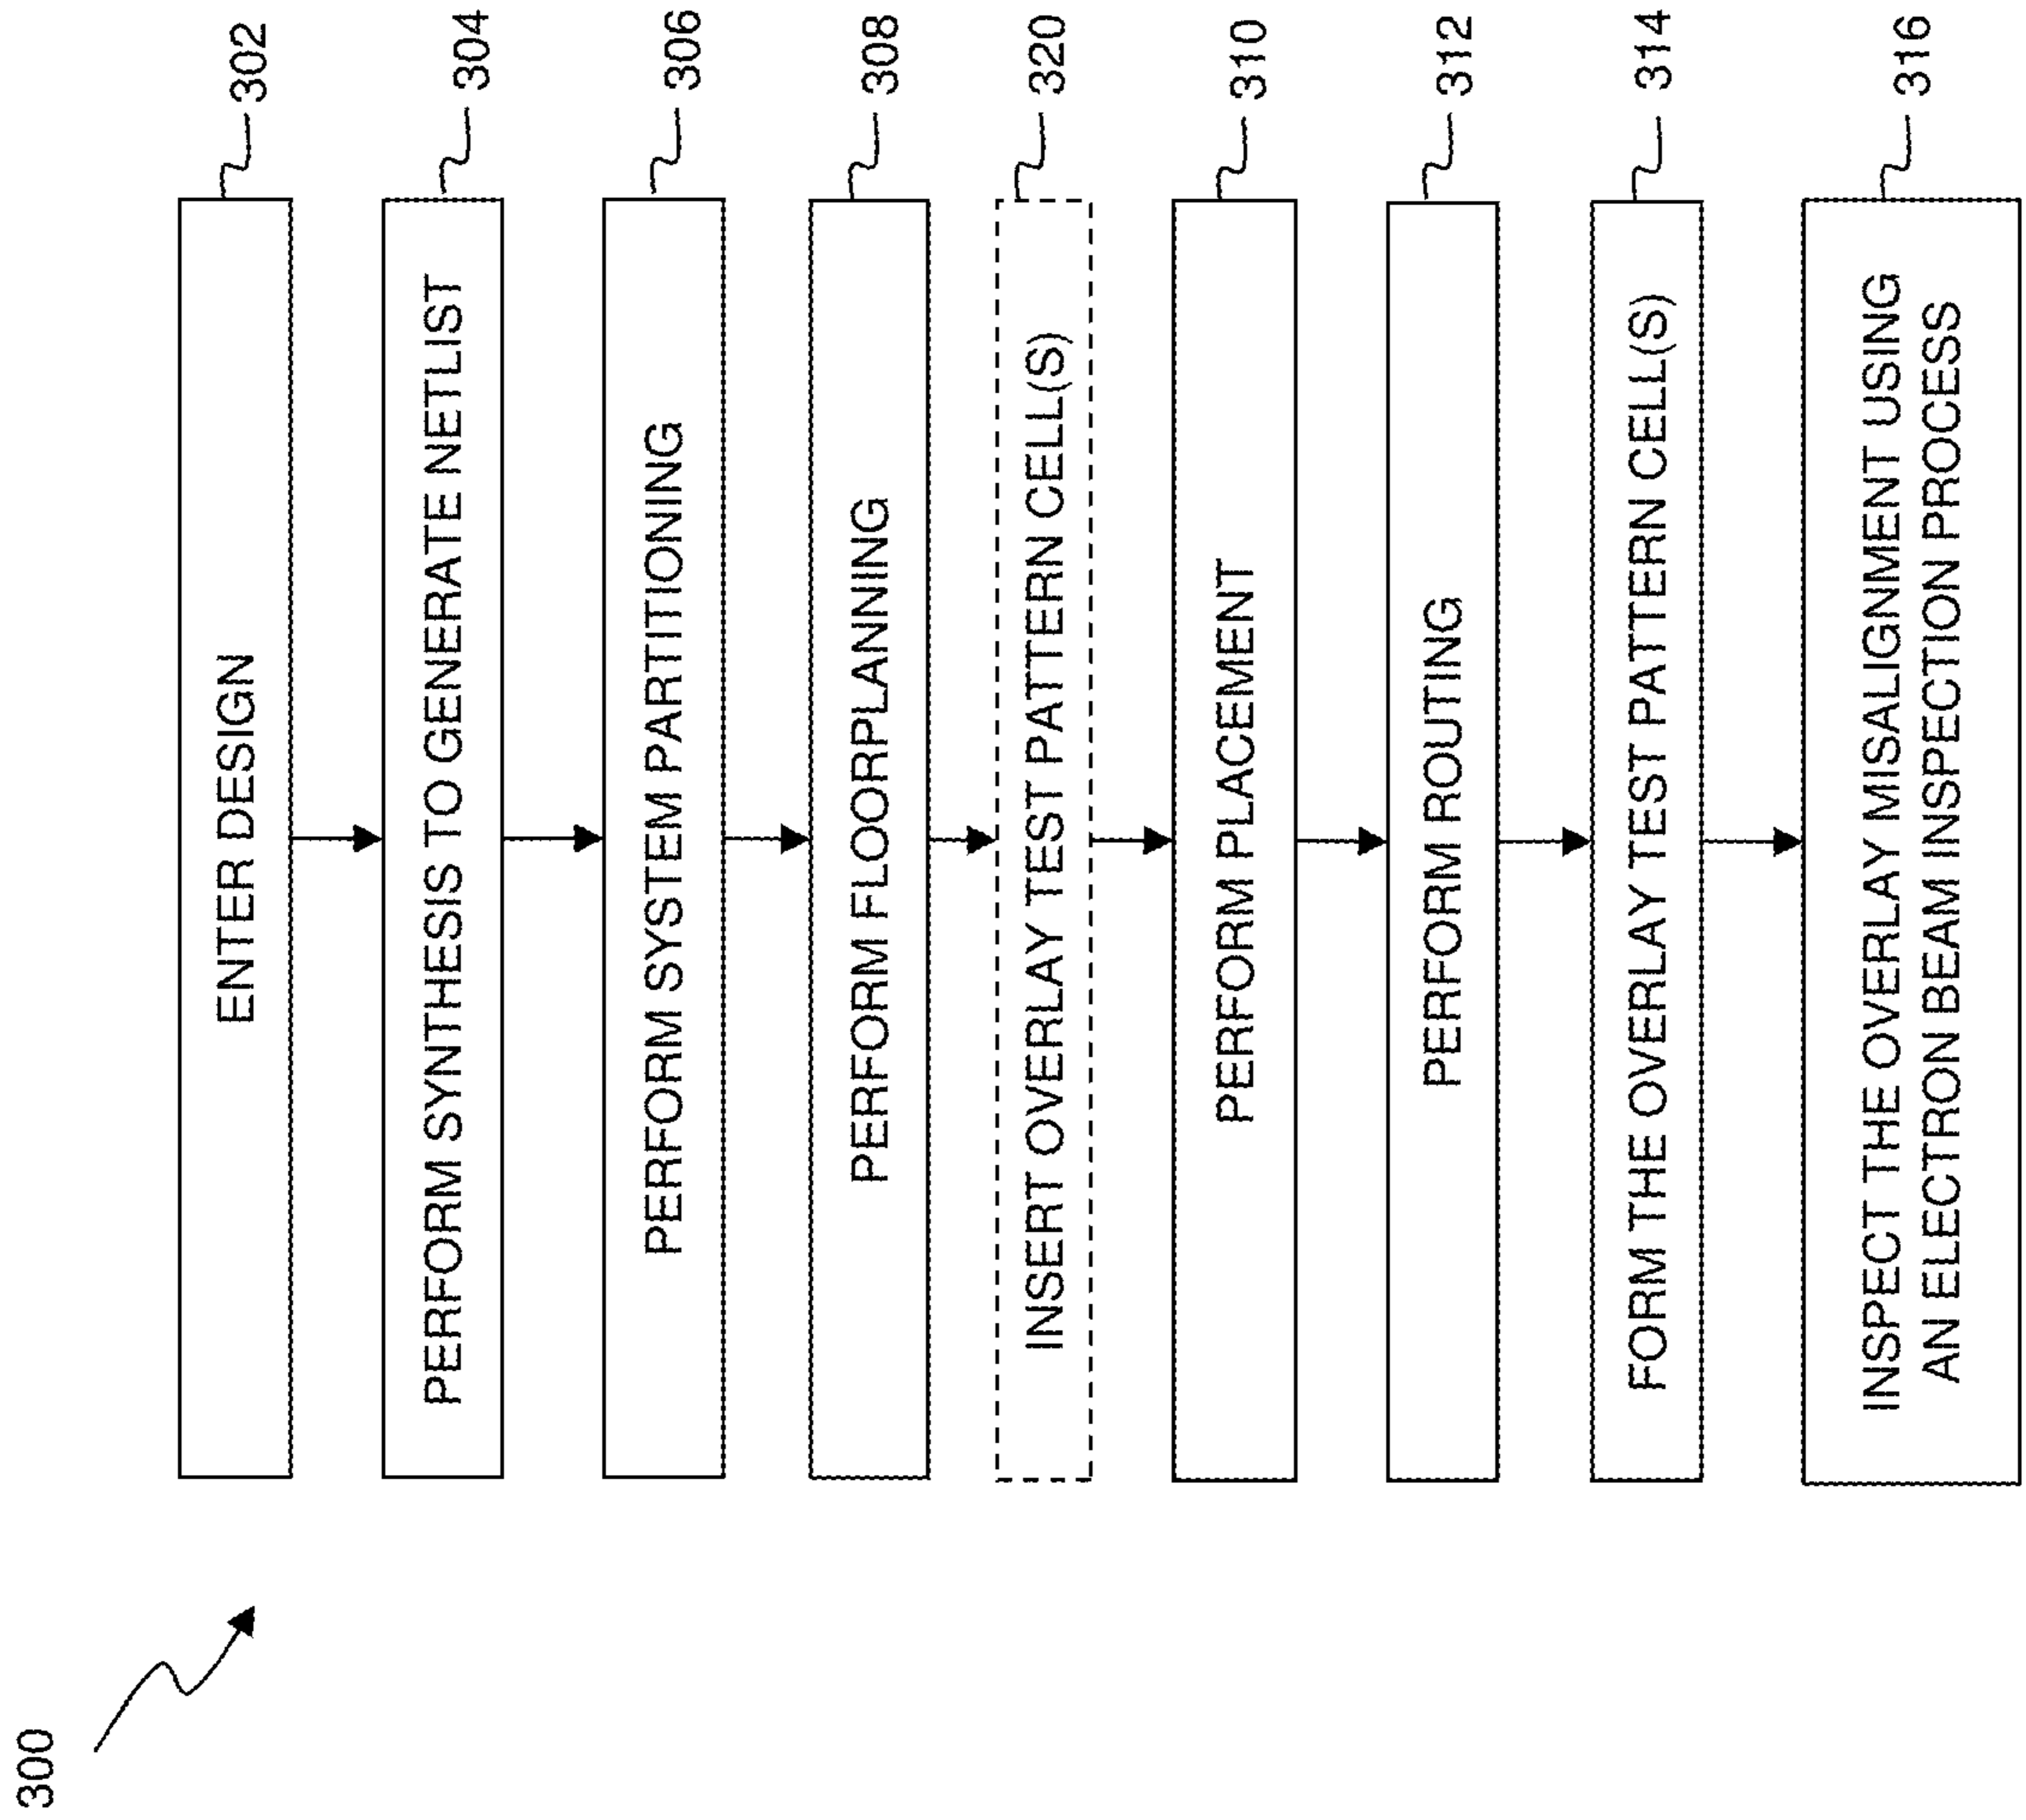 300
ENTER DESIGN
302
PERFORM SYNTHESIS TO GENERATE NETLIST
304
PERFORM SYSTEM PARTITIONING
306
PERFORM FLOORPLANNING
308
INSERT OVERLAY TEST PATTERN CELL(S)
320
PERFORM PLACEMENT
310
PERFORM ROUTING
312
FORM THE OVERLAY TEST PATTERN CELL(S)
314
INSPECT THE OVERLAY MISALIGNMENT USING
AN ELECTRON BEAM INSPECTION PROCESS
316